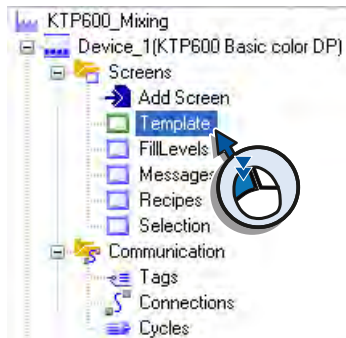 KTP600_Mixing
Device_1(KTP600 Basic color DP)
Screens
Add Screen
Template
FillLevels
Messages
Recipes
Selection
Communication
Tags
Connections
Cycles